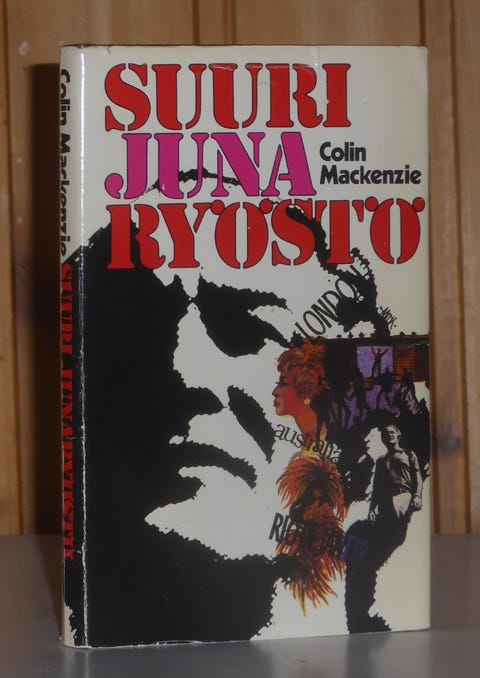 SUURI
JUNA
RYÖSTÖ
Colin
Mackenzie
LONDON
australia
Colin Mackenzie SUURI JUNARYÖSTÖ